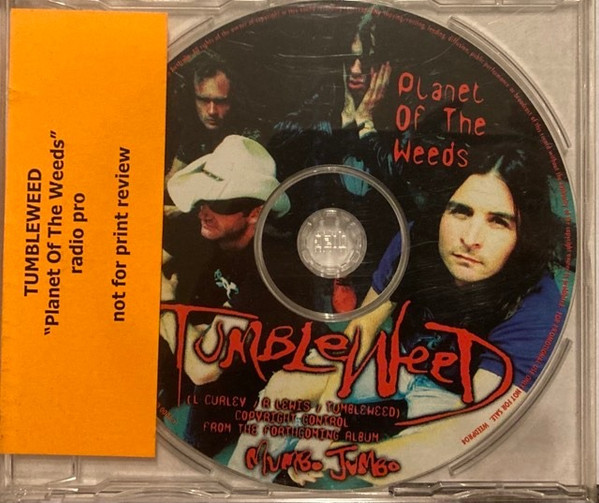 TUMBLEWEED
"Planet Of The Weeds"
radio pro
not for print review
Planet
Of The
Weeds
TUMBLEWEED
(L CURLEY / R LEWIS / TUMBLEWEED)
COPYRIGHT CONTROL
FROM THE FORTHCOMING ALBUM
MUMBO JUMBO
NOT FOR SALE.